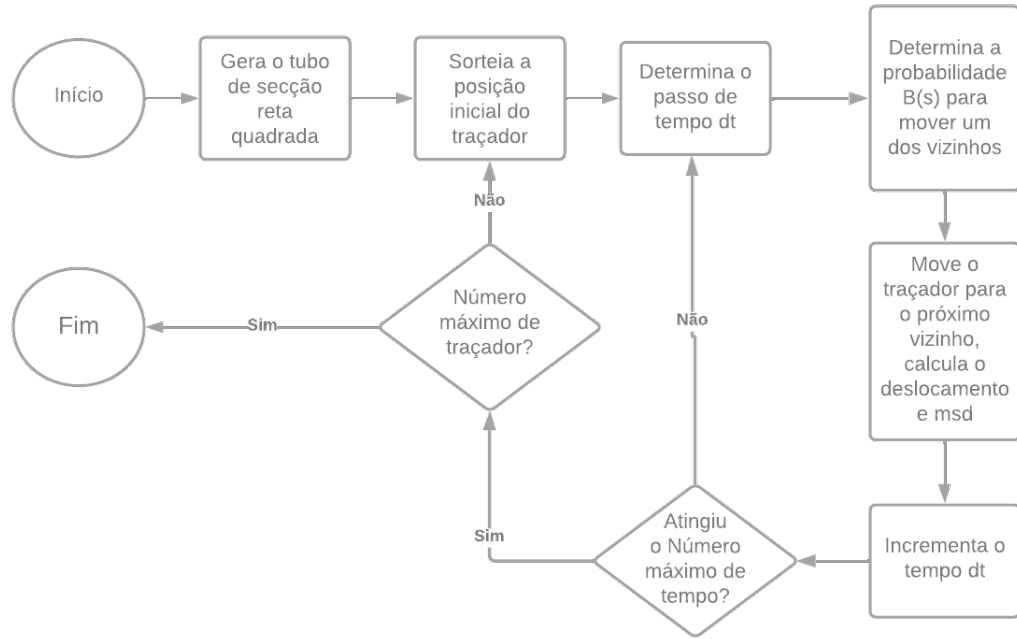 Início
Gera o tubo
de secção
reta
quadrada
Sorteia a
posição
inicial do
traçador
Determina o
passo de
tempo dt
Determina a
probabilidade
B(s) para
mover um
dos vizinhos
Move o
traçador para
o próximo
vizinho,
calcula o
deslocamento
e msd
Incrementa o
tempo dt
Atingiu
o Número
máximo de
tempo?
Não
Sim
Número
máximo de
traçador?
Não
Sim
Fim